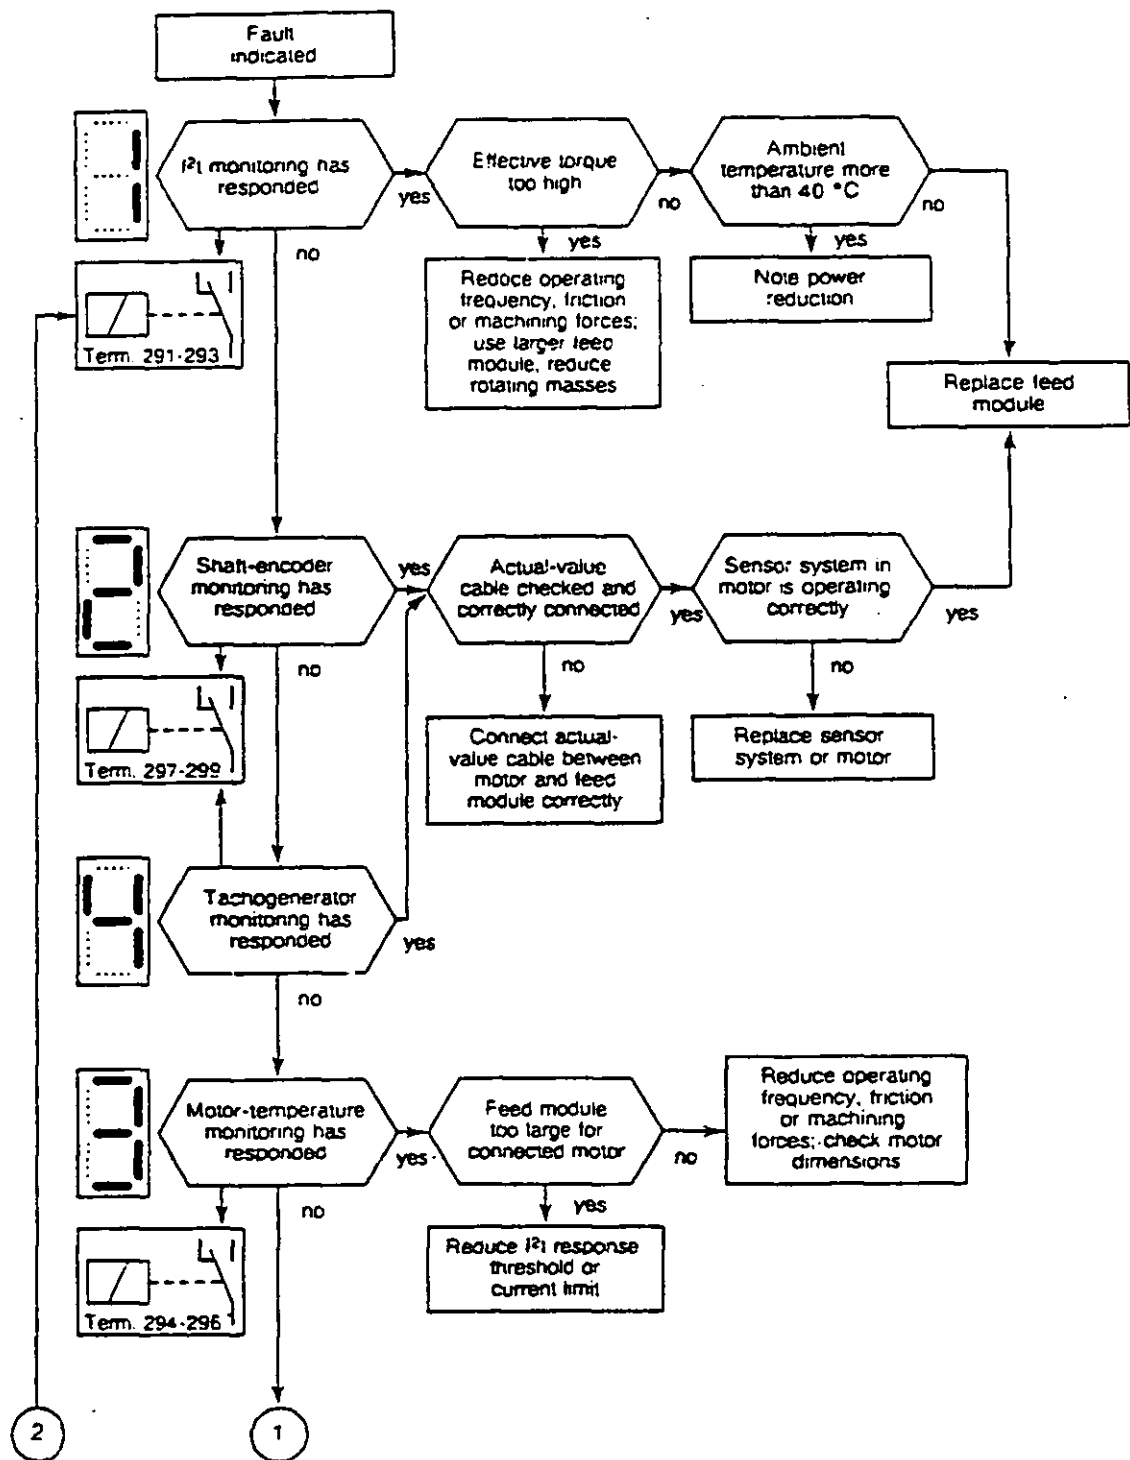 Fault
indicated
I²t monitoring has
responded
yes
no
Effective torque
too high
no
yes
Ambient
temperature more
than 40 °C
no
yes
Term. 291-293
Reduce operating
frequency, friction
or machining forces;
use larger feed
module, reduce
rotating masses
Note power
reduction
Replace feed
module
Shaft-encoder
monitoring has
responded
yes
no
Actual-value
cable checked and
correctly connected
yes
no
Sensor system in
motor is operating
correctly
yes
no
Term. 297-299
Connect actual-
value cable between
motor and feed
module correctly
Replace sensor
system or motor
Tachogenerator
monitoring has
responded
yes
no
Motor-temperature
monitoring has
responded
yes
no
Feed module
too large for
connected motor
no
yes
Reduce operating
frequency, friction
or machining
forces; check motor
dimensions
Term. 294-296
Reduce I²t response
threshold or
current limit
2
1